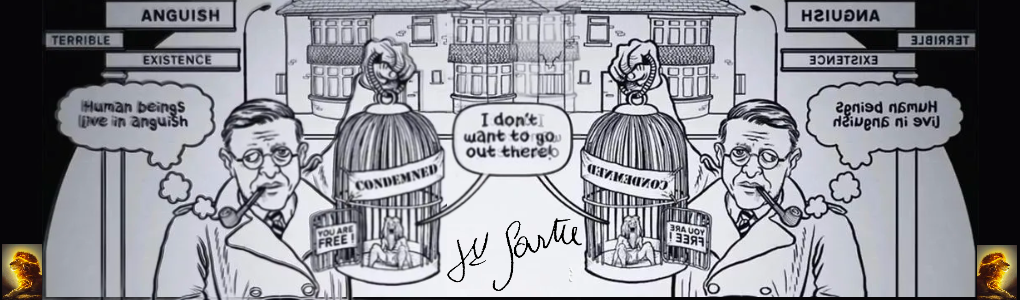 ANGUISH
TERRIBLE
EXISTENCE
Human beings
live in anguish
I don't
want to go
out there!
CONDEMNED
YOU ARE
FREE!
JP Sartre
ANGUISH
TERRIBLE
EXISTENCE
Human beings
live in anguish
CONDEMNED
YOU ARE
FREE!